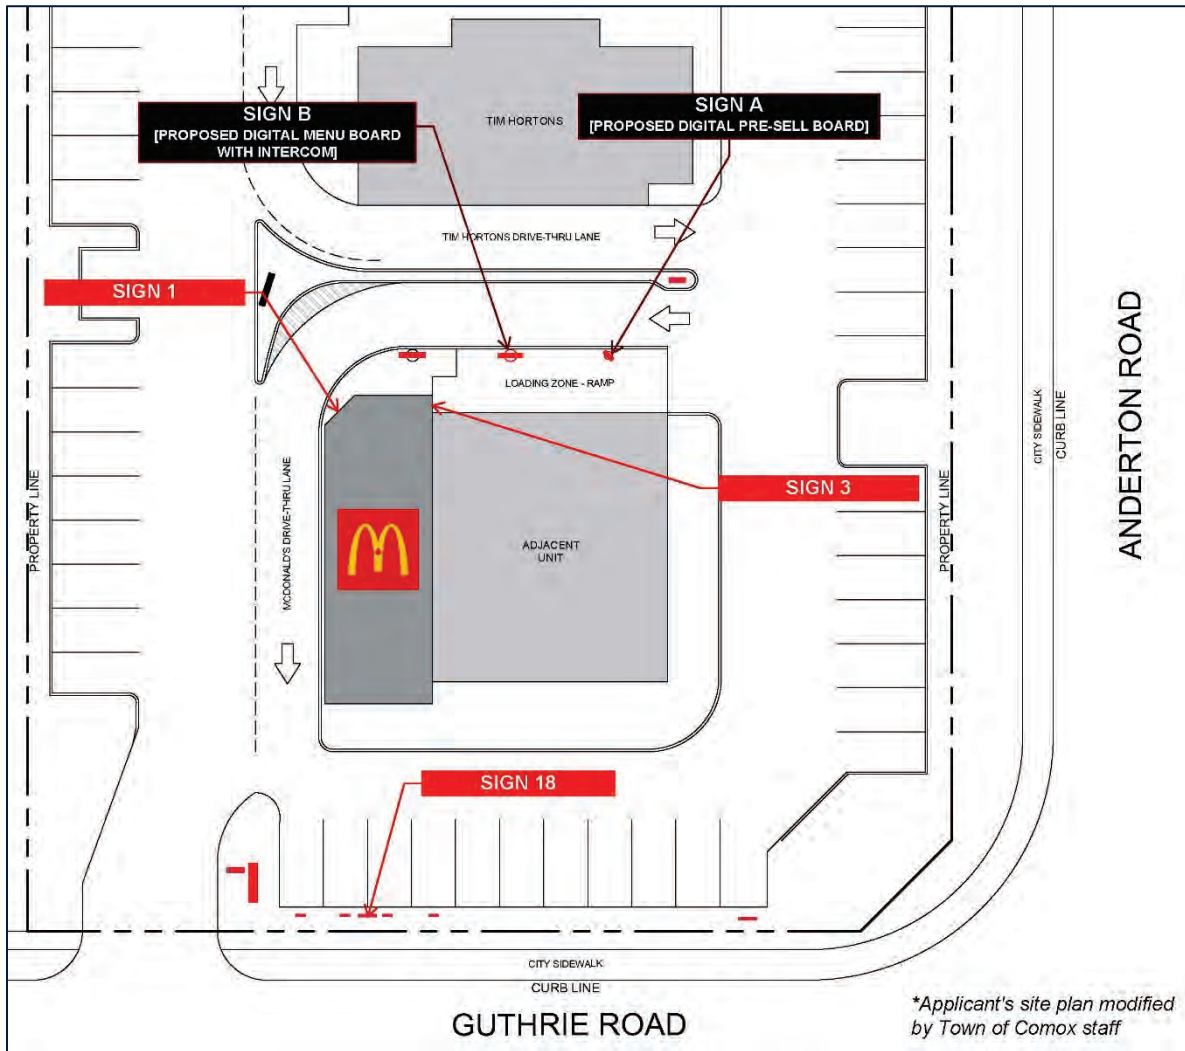 SIGN B
[PROPOSED DIGITAL MENU BOARD
WITH INTERCOM]
TIM HORTONS
SIGN A
[PROPOSED DIGITAL PRE-SELL BOARD]
TIM HORTONS DRIVE-THRU LANE
SIGN 1
LOADING ZONE - RAMP
SIGN 3
PROPERTY LINE
MCDONALD'S DRIVE-THRU LANE
ADJACENT
UNIT
PROPERTY LINE
CITY SIDEWALK
CURB LINE
ANDERTON ROAD
SIGN 18
CITY SIDEWALK
CURB LINE
GUTHRIE ROAD
*Applicant's site plan modified
by Town of Comox staff